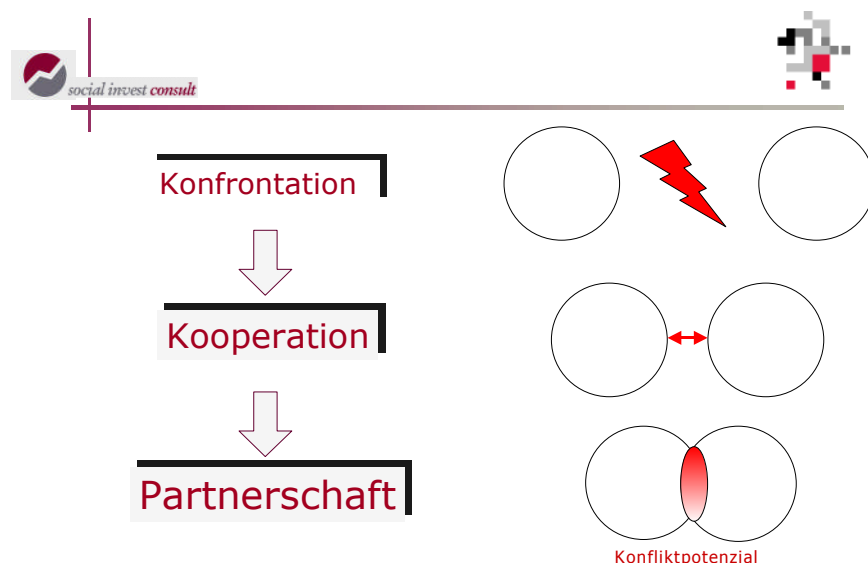 social invest consult
Konfrontation
Kooperation
Partnerschaft
Konfliktpotenzial